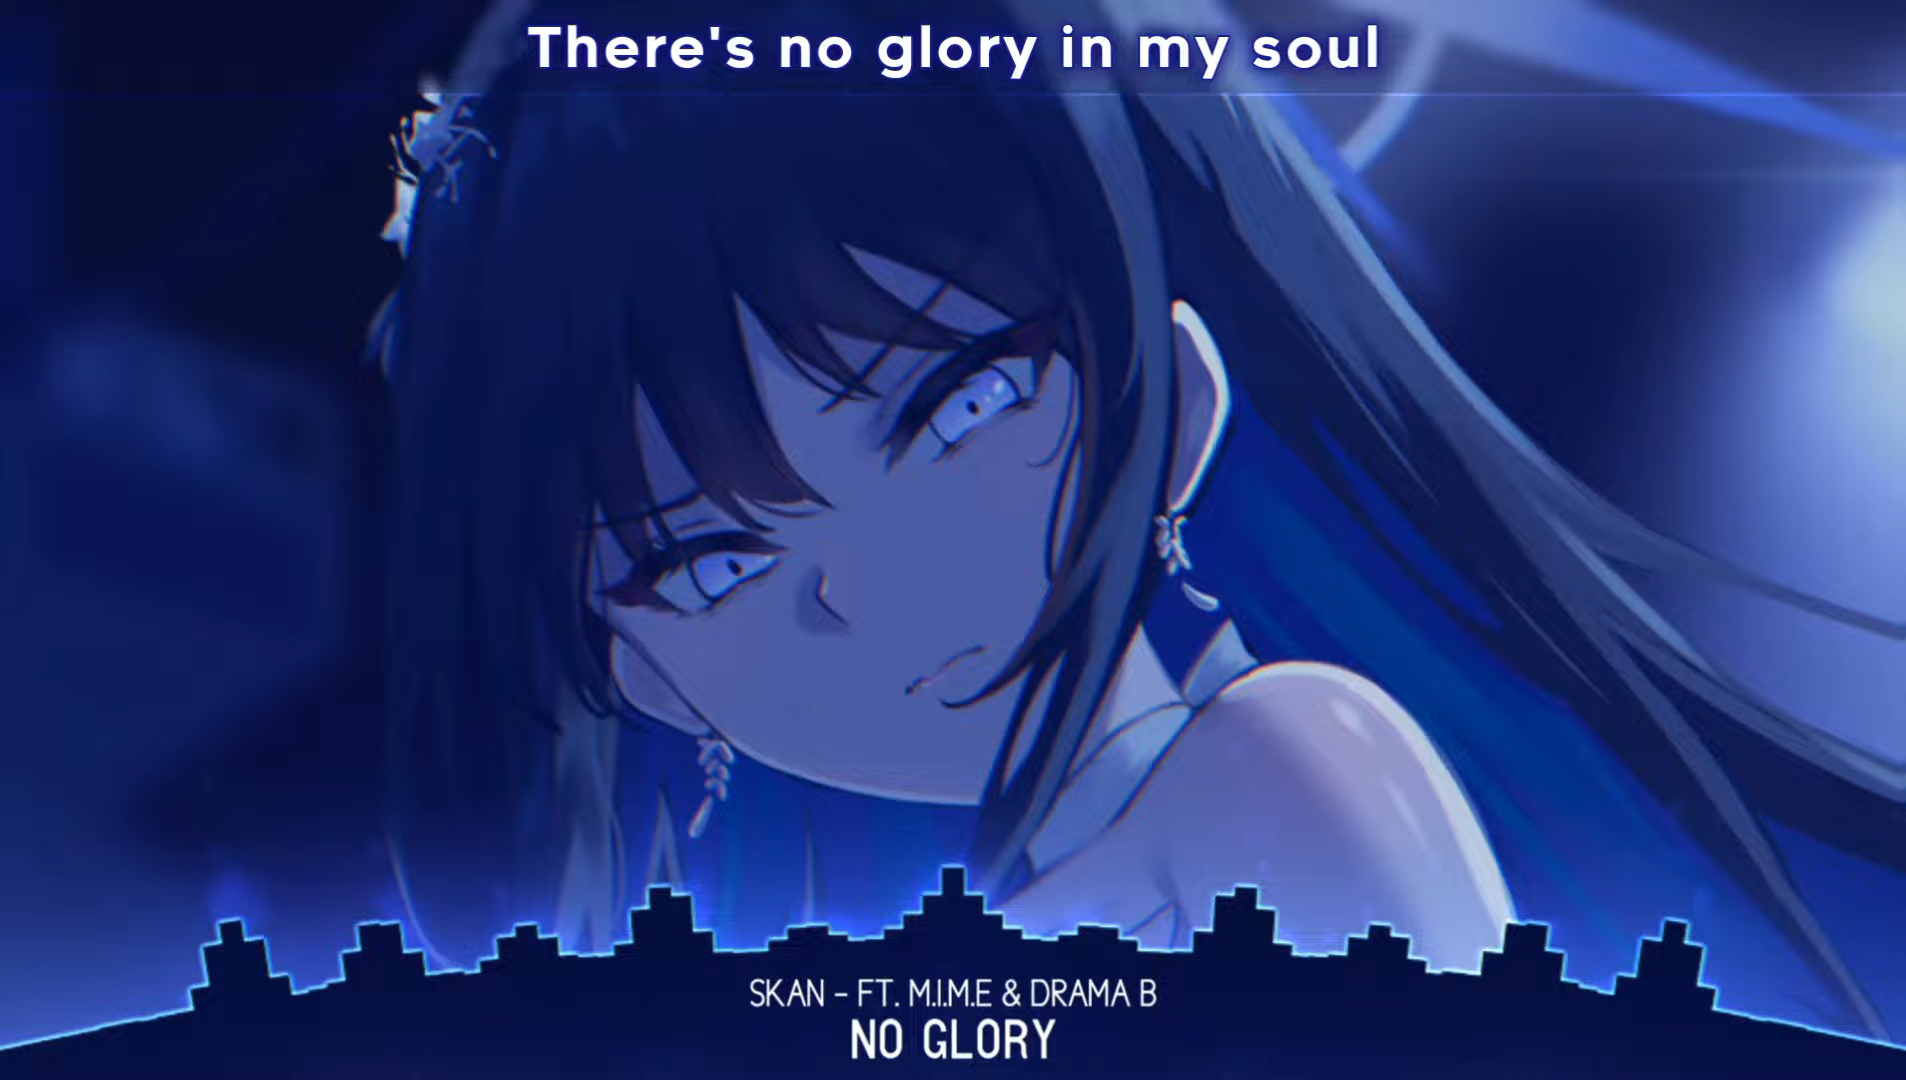 There's no glory in my soul
SKAN - FT. M.I.M.E & DRAMA B
NO GLORY